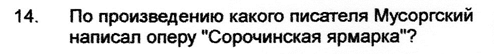 14. По произведению какого писателя Мусоргский
написал оперу "Сорочинская ярмарка"?